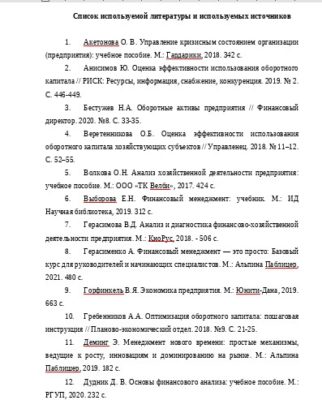 Список используемой литературы и используемых источников
1. Акетонова О. В. Управление кризисным состоянием организации
(предприятия): учебное пособие. М.: Гардарики, 2018. 342 с.
2. Анисимов Ю. Оценка эффективности использования оборотного
капитала // РИСК: Ресурсы, информация, снабжение, конкуренция. 2019. № 2.
С. 446-449.
3. Бестужев Н.А. Оборотные активы предприятия // Финансовый
директор. 2020. №8. С. 33-35.
4. Веретенникова О.Б. Оценка эффективности использования
оборотного капитала хозяйствующих субъектов // Управленец. 2018. № 11–12.
С. 52–55.
5. Волкова О.Н. Анализ хозяйственной деятельности предприятия:
учебное пособие. М.: ООО «ТК Велби», 2017. 424 с.
6. Выборова Е.Н. Финансовый менеджмент: учебник. М.: ИД
Научная библиотека, 2019. 312 с.
7. Герасимова В.Д. Анализ и диагностика финансово-хозяйственной
деятельности предприятия. М.: КноРус, 2018. - 506 с.
8. Герасименко А. Финансовый менеджмент — это просто: Базовый
курс для руководителей и начинающих специалистов. М.: Альпина Паблишер,
2021. 480 с.
9. Горфинкель В.Я. Экономика предприятия. М.: Юнити-Дана, 2019.
663 с.
10. Гребенников А.А. Оптимизация оборотного капитала: пошаговая
инструкция // Планово-экономический отдел. 2018. №9. С. 21-25.
11. Деминг Э. Менеджмент нового времени: простые механизмы,
ведущие к росту, инновациям и доминированию на рынке. М.: Альпина
Паблишер, 2019. 182 с.
12. Дудник Д. В. Основы финансового анализа: учебное пособие. М.:
РГУП, 2020. 232 с.